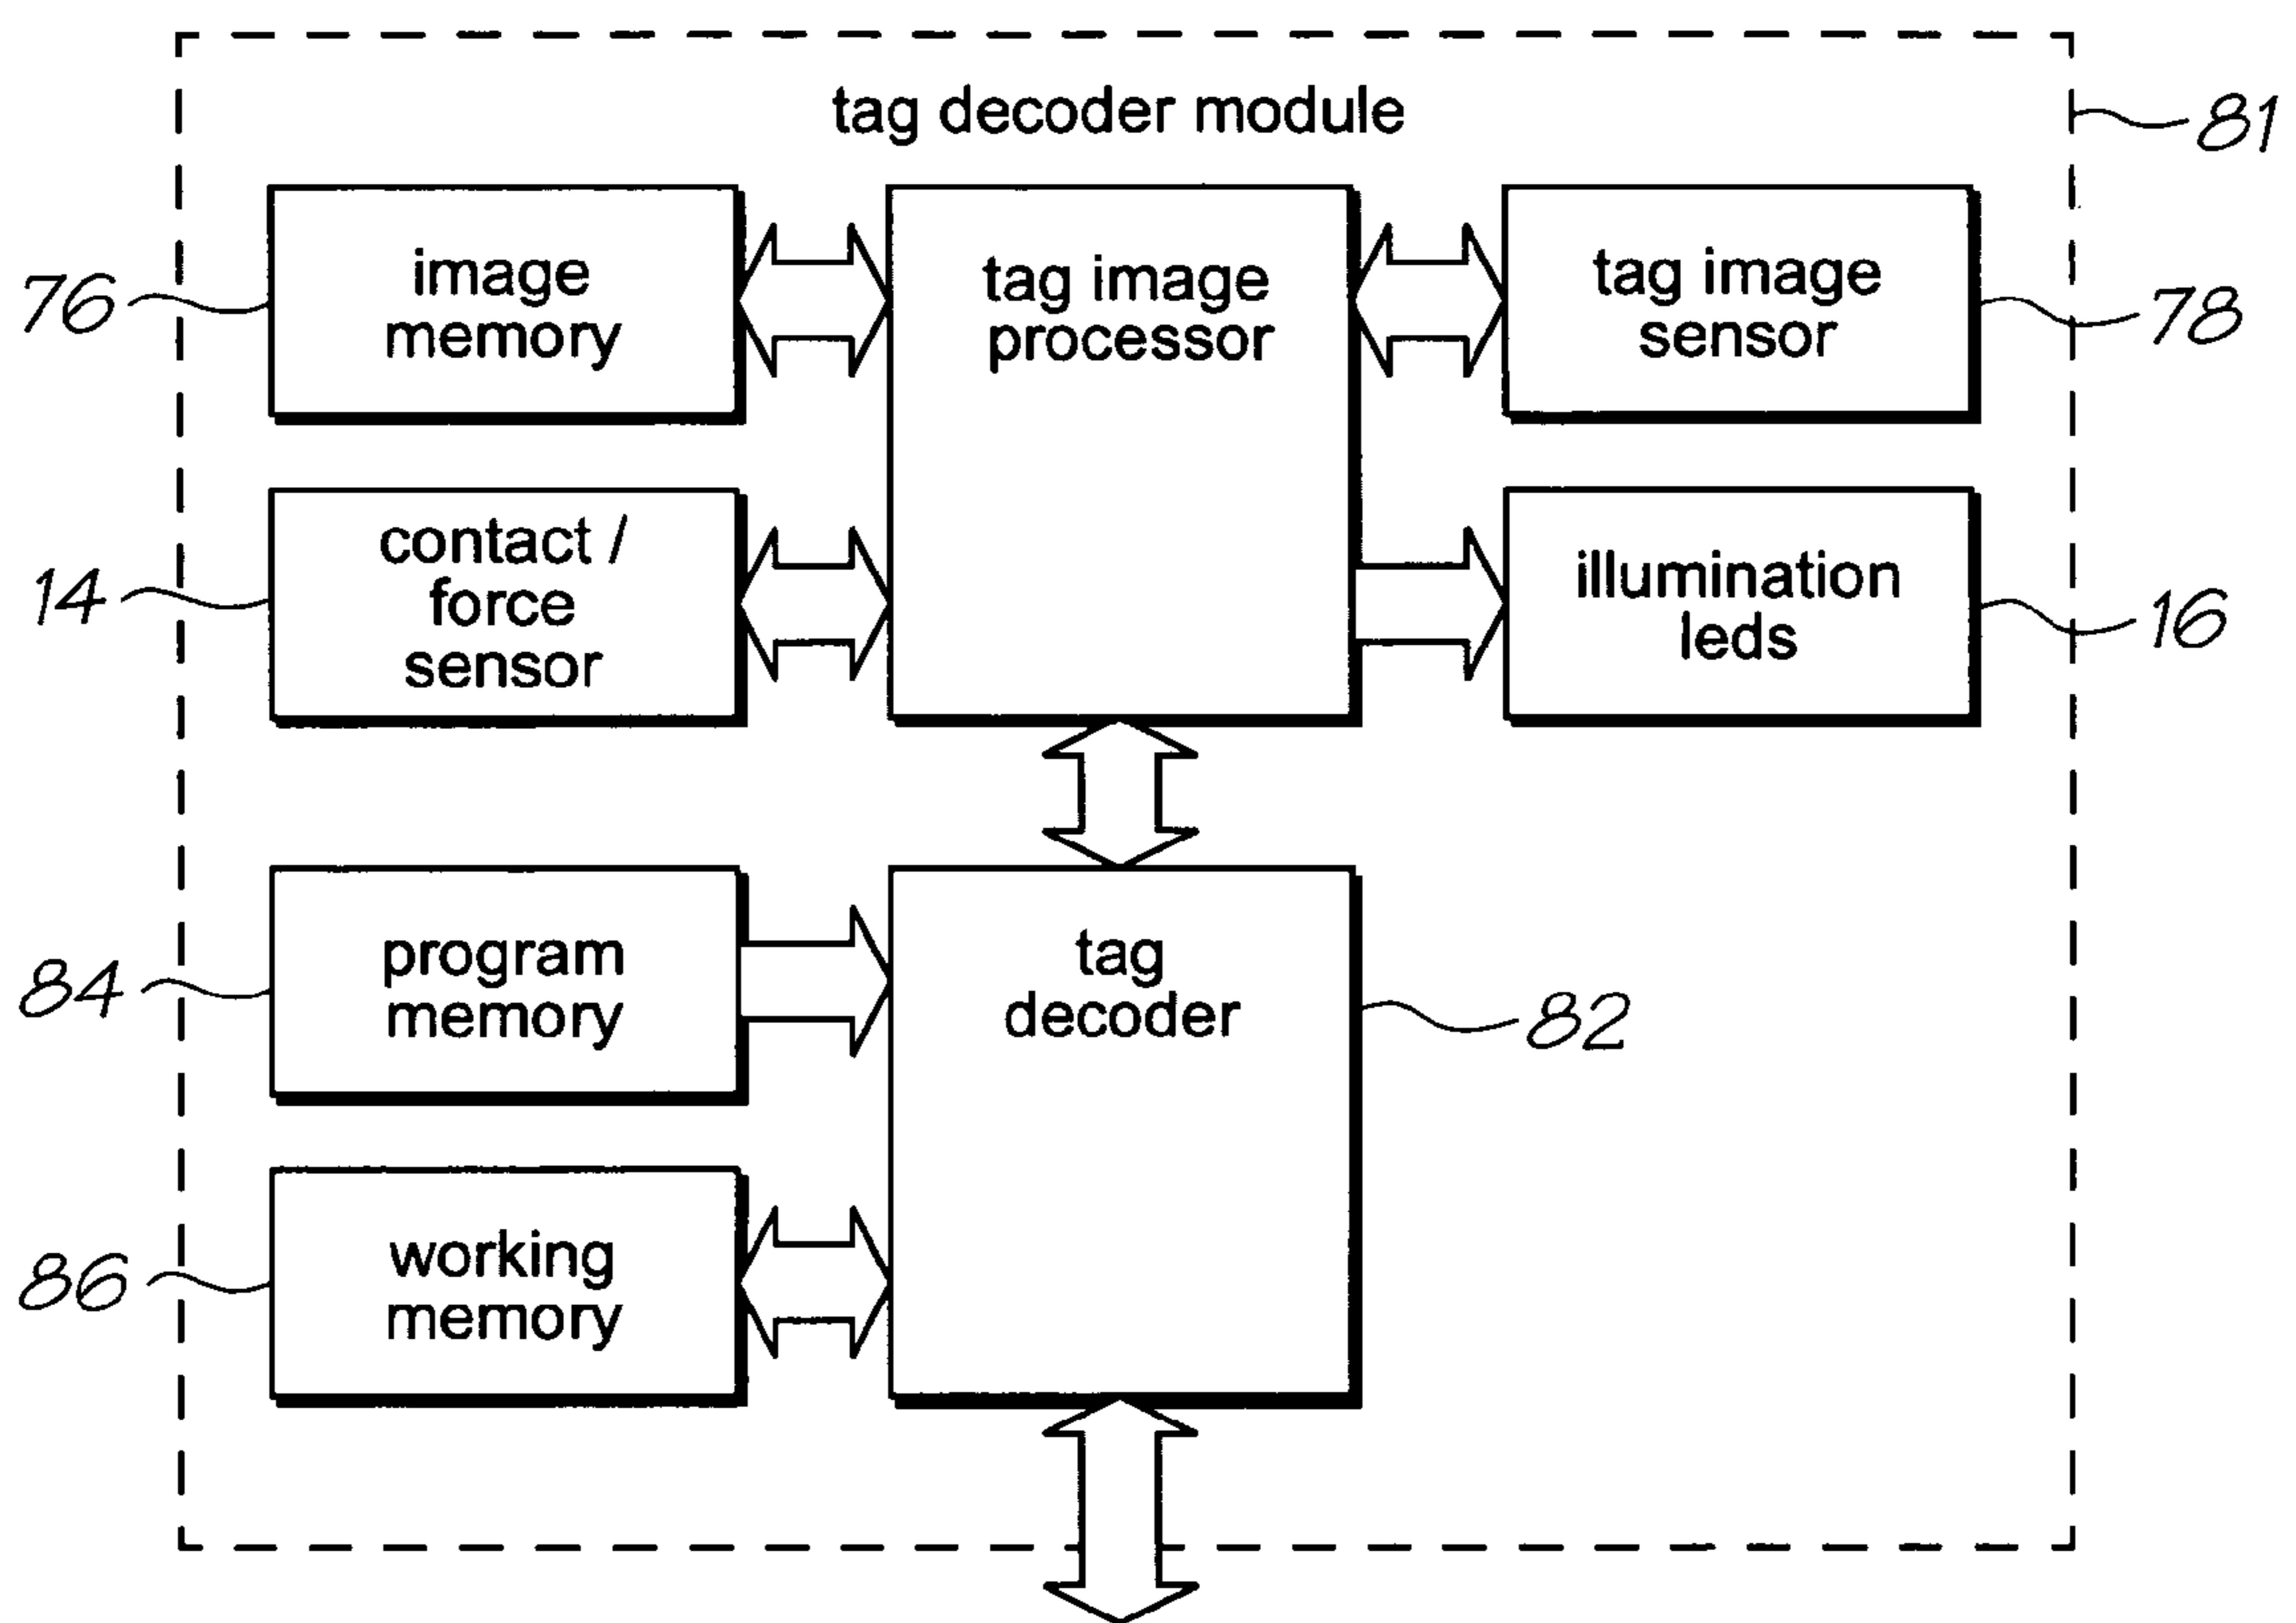 tag decoder module
81
76
image
memory
tag image
processor
tag image
sensor
78
14
contact /
force
sensor
illumination
leds
16
84
program
memory
tag
decoder
82
86
working
memory